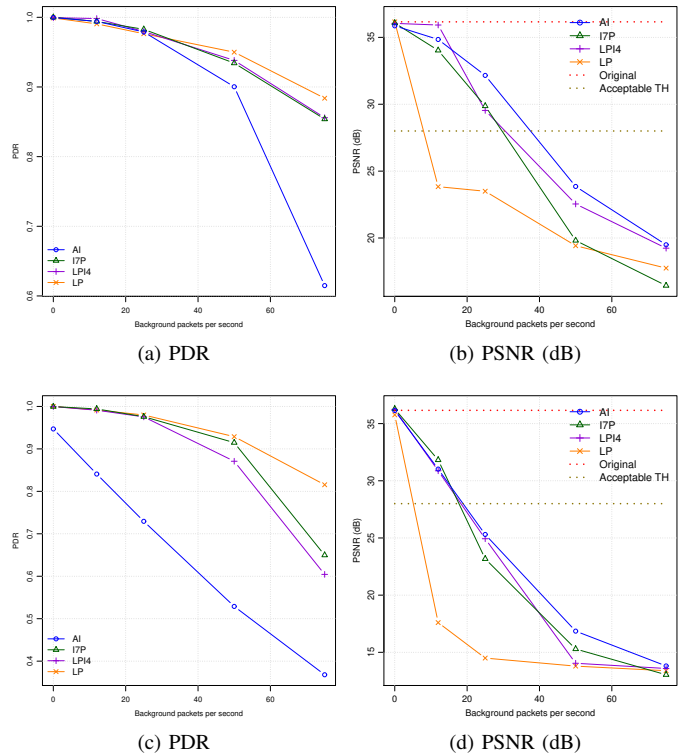 PDR
1.0
0.9
0.8
0.7
0.6
AI
I7P
LPI4
LP
0 20 40 60
Background packets per second
(a) PDR
PSNR (dB)
35
30
25
20
AI
I7P
LPI4
LP
Original
Acceptable TH
0 20 40 60
Background packets per second
(b) PSNR (dB)
PDR
1.0
0.9
0.8
0.7
0.6
0.5
0.4
AI
I7P
LPI4
LP
0 20 40 60
Background packets per second
(c) PDR
PSNR (dB)
35
30
25
20
15
AI
I7P
LPI4
LP
Original
Acceptable TH
0 20 40 60
Background packets per second
(d) PSNR (dB)